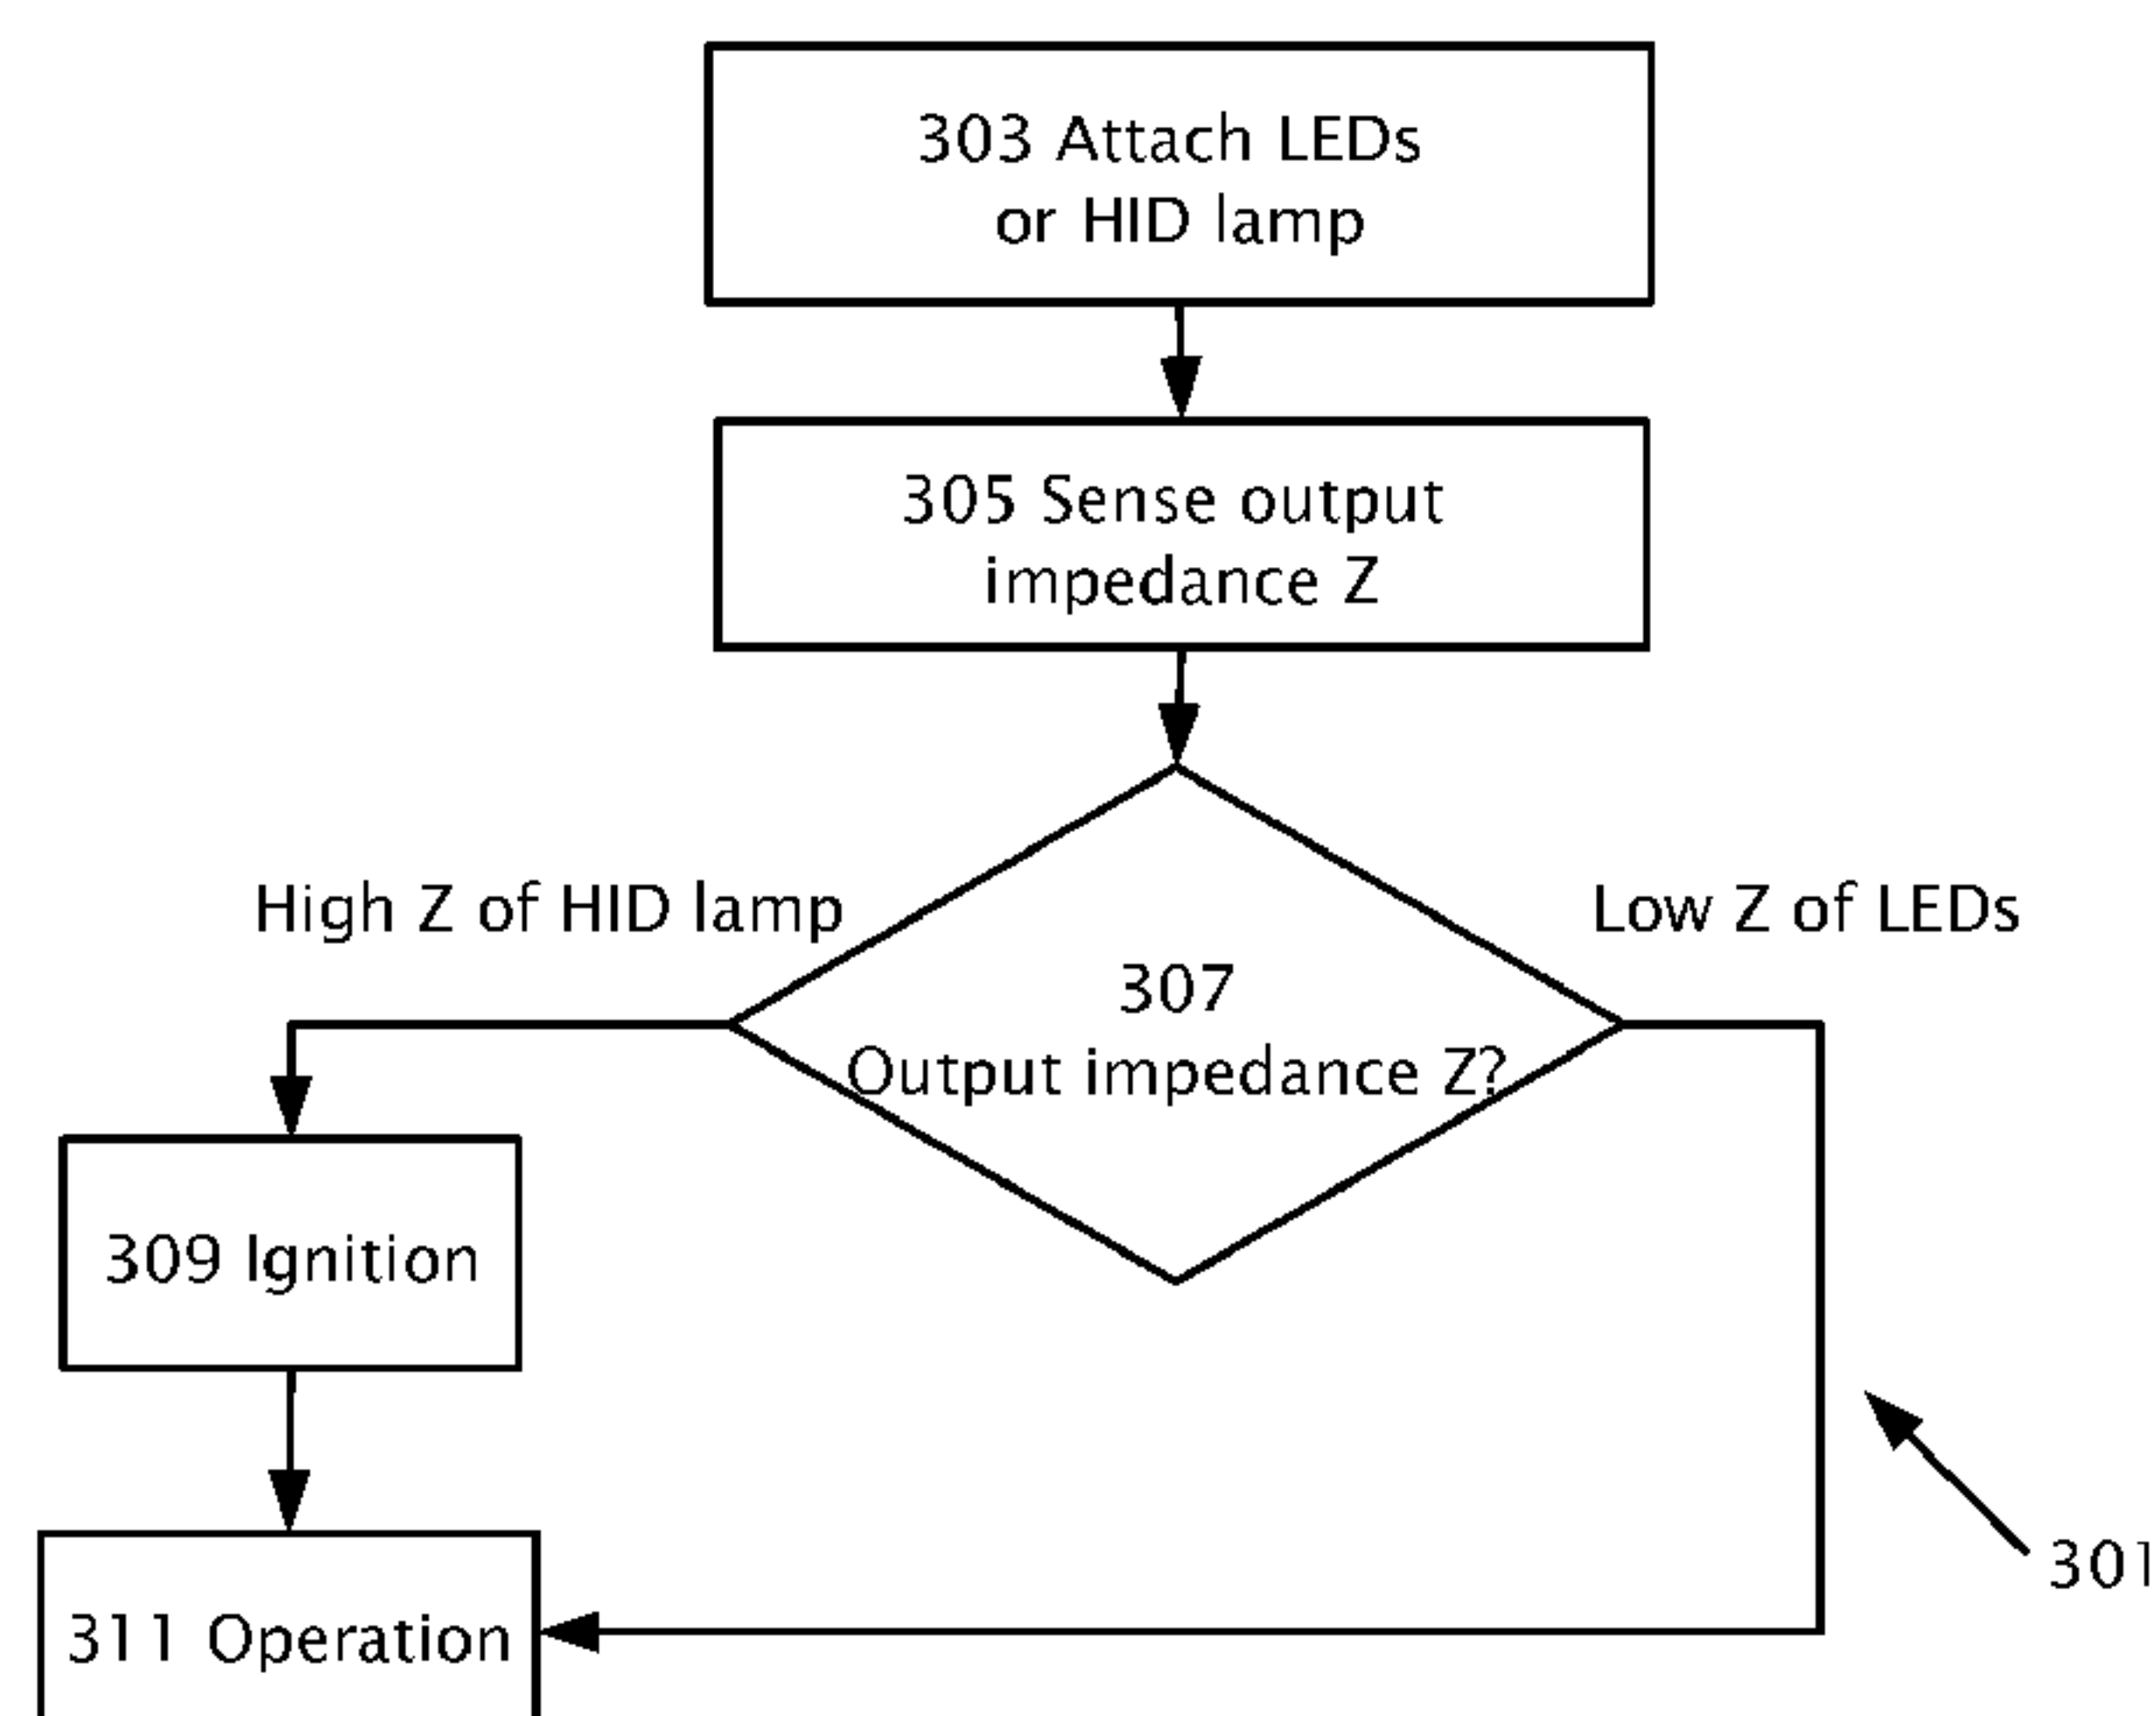 303 Attach LEDs
or HID lamp
305 Sense output
impedance Z
High Z of HID lamp
Low Z of LEDs
307
Output impedance Z?
309 Ignition
301
311 Operation